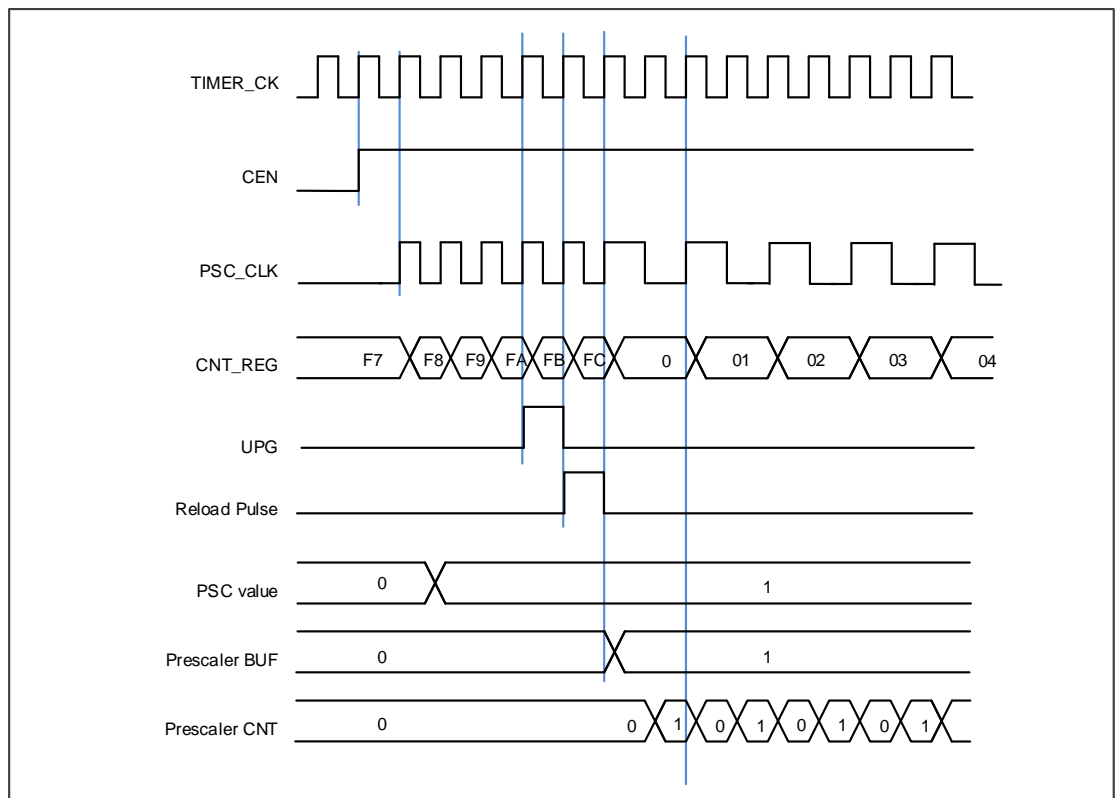 TIMER_CK
CEN
PSC_CLK
CNT_REG F7 F8 F9 FA FB FC 0 01 02 03 04
UPG
Reload Pulse
PSC value 0 1
Prescaler BUF 0 1
Prescaler CNT 0 0 1 0 1 0 1 0 1